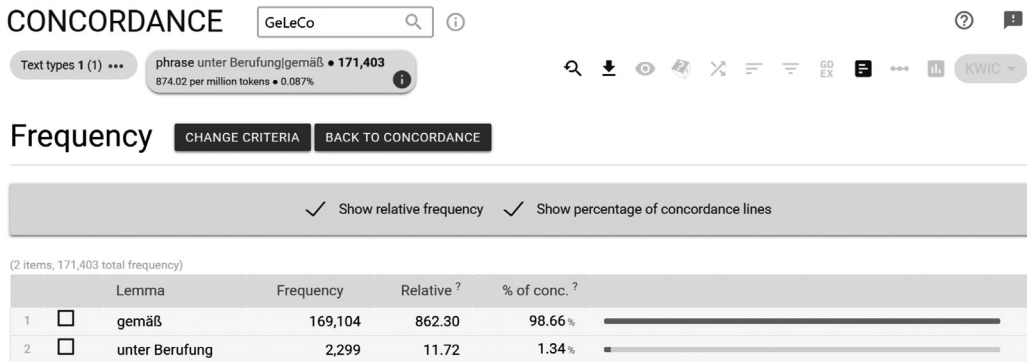 CONCORDANCE GeLeCo
Text types 1 (1) ••• phrase unter Berufung|gemäß • 171,403
874.02 per million tokens • 0.087%
GD EX KWIC
Frequency CHANGE CRITERIA BACK TO CONCORDANCE
Show relative frequency Show percentage of concordance lines
(2 items, 171,403 total frequency)
Lemma Frequency Relative ? % of conc. ?
1 gemäß 169,104 862.30 98.66 %
2 unter Berufung 2,299 11.72 1.34 %